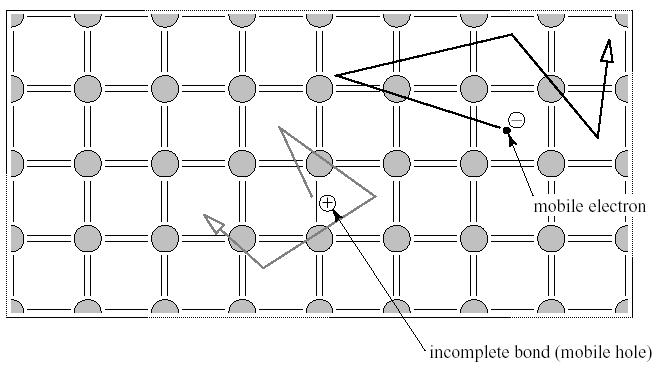 −
mobile electron
+
incomplete bond (mobile hole)